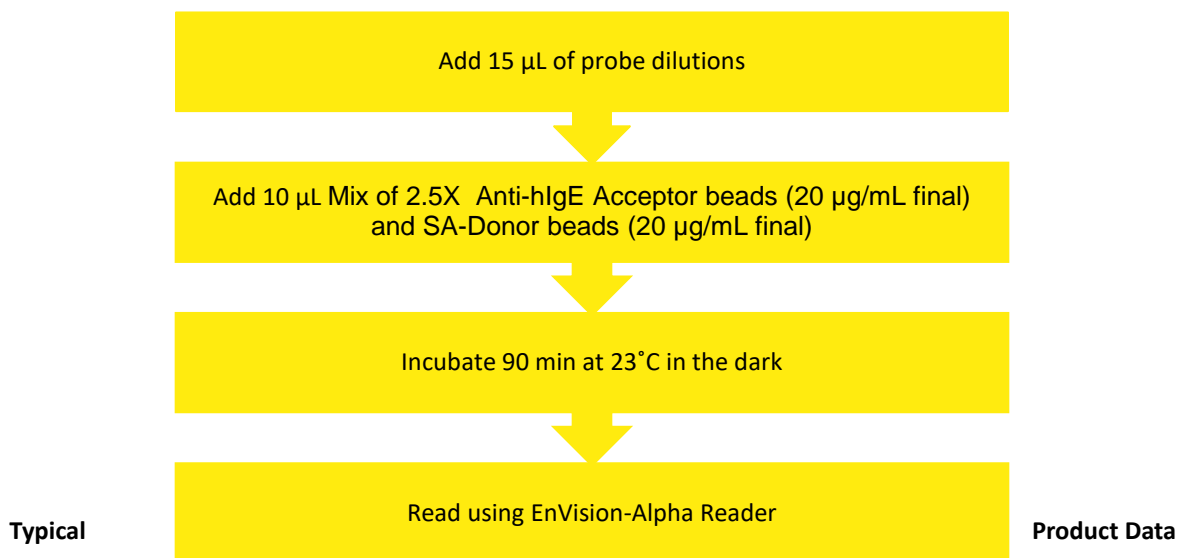 Add 15 µL of probe dilutions
Add 10 µL Mix of 2.5X Anti-hIgE Acceptor beads (20 µg/mL final)
and SA-Donor beads (20 µg/mL final)
Incubate 90 min at 23˚C in the dark
Read using EnVision-Alpha Reader
Typical Product Data